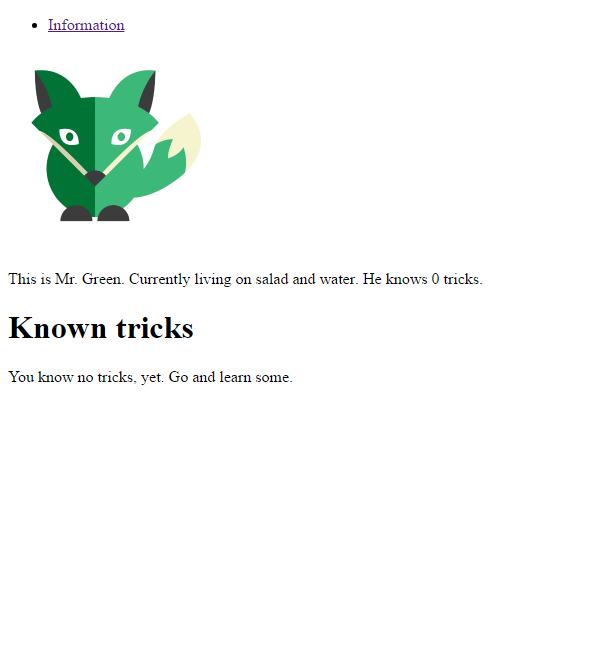 Information
This is Mr. Green. Currently living on salad and water. He knows 0 tricks.
Known tricks
You know no tricks, yet. Go and learn some.